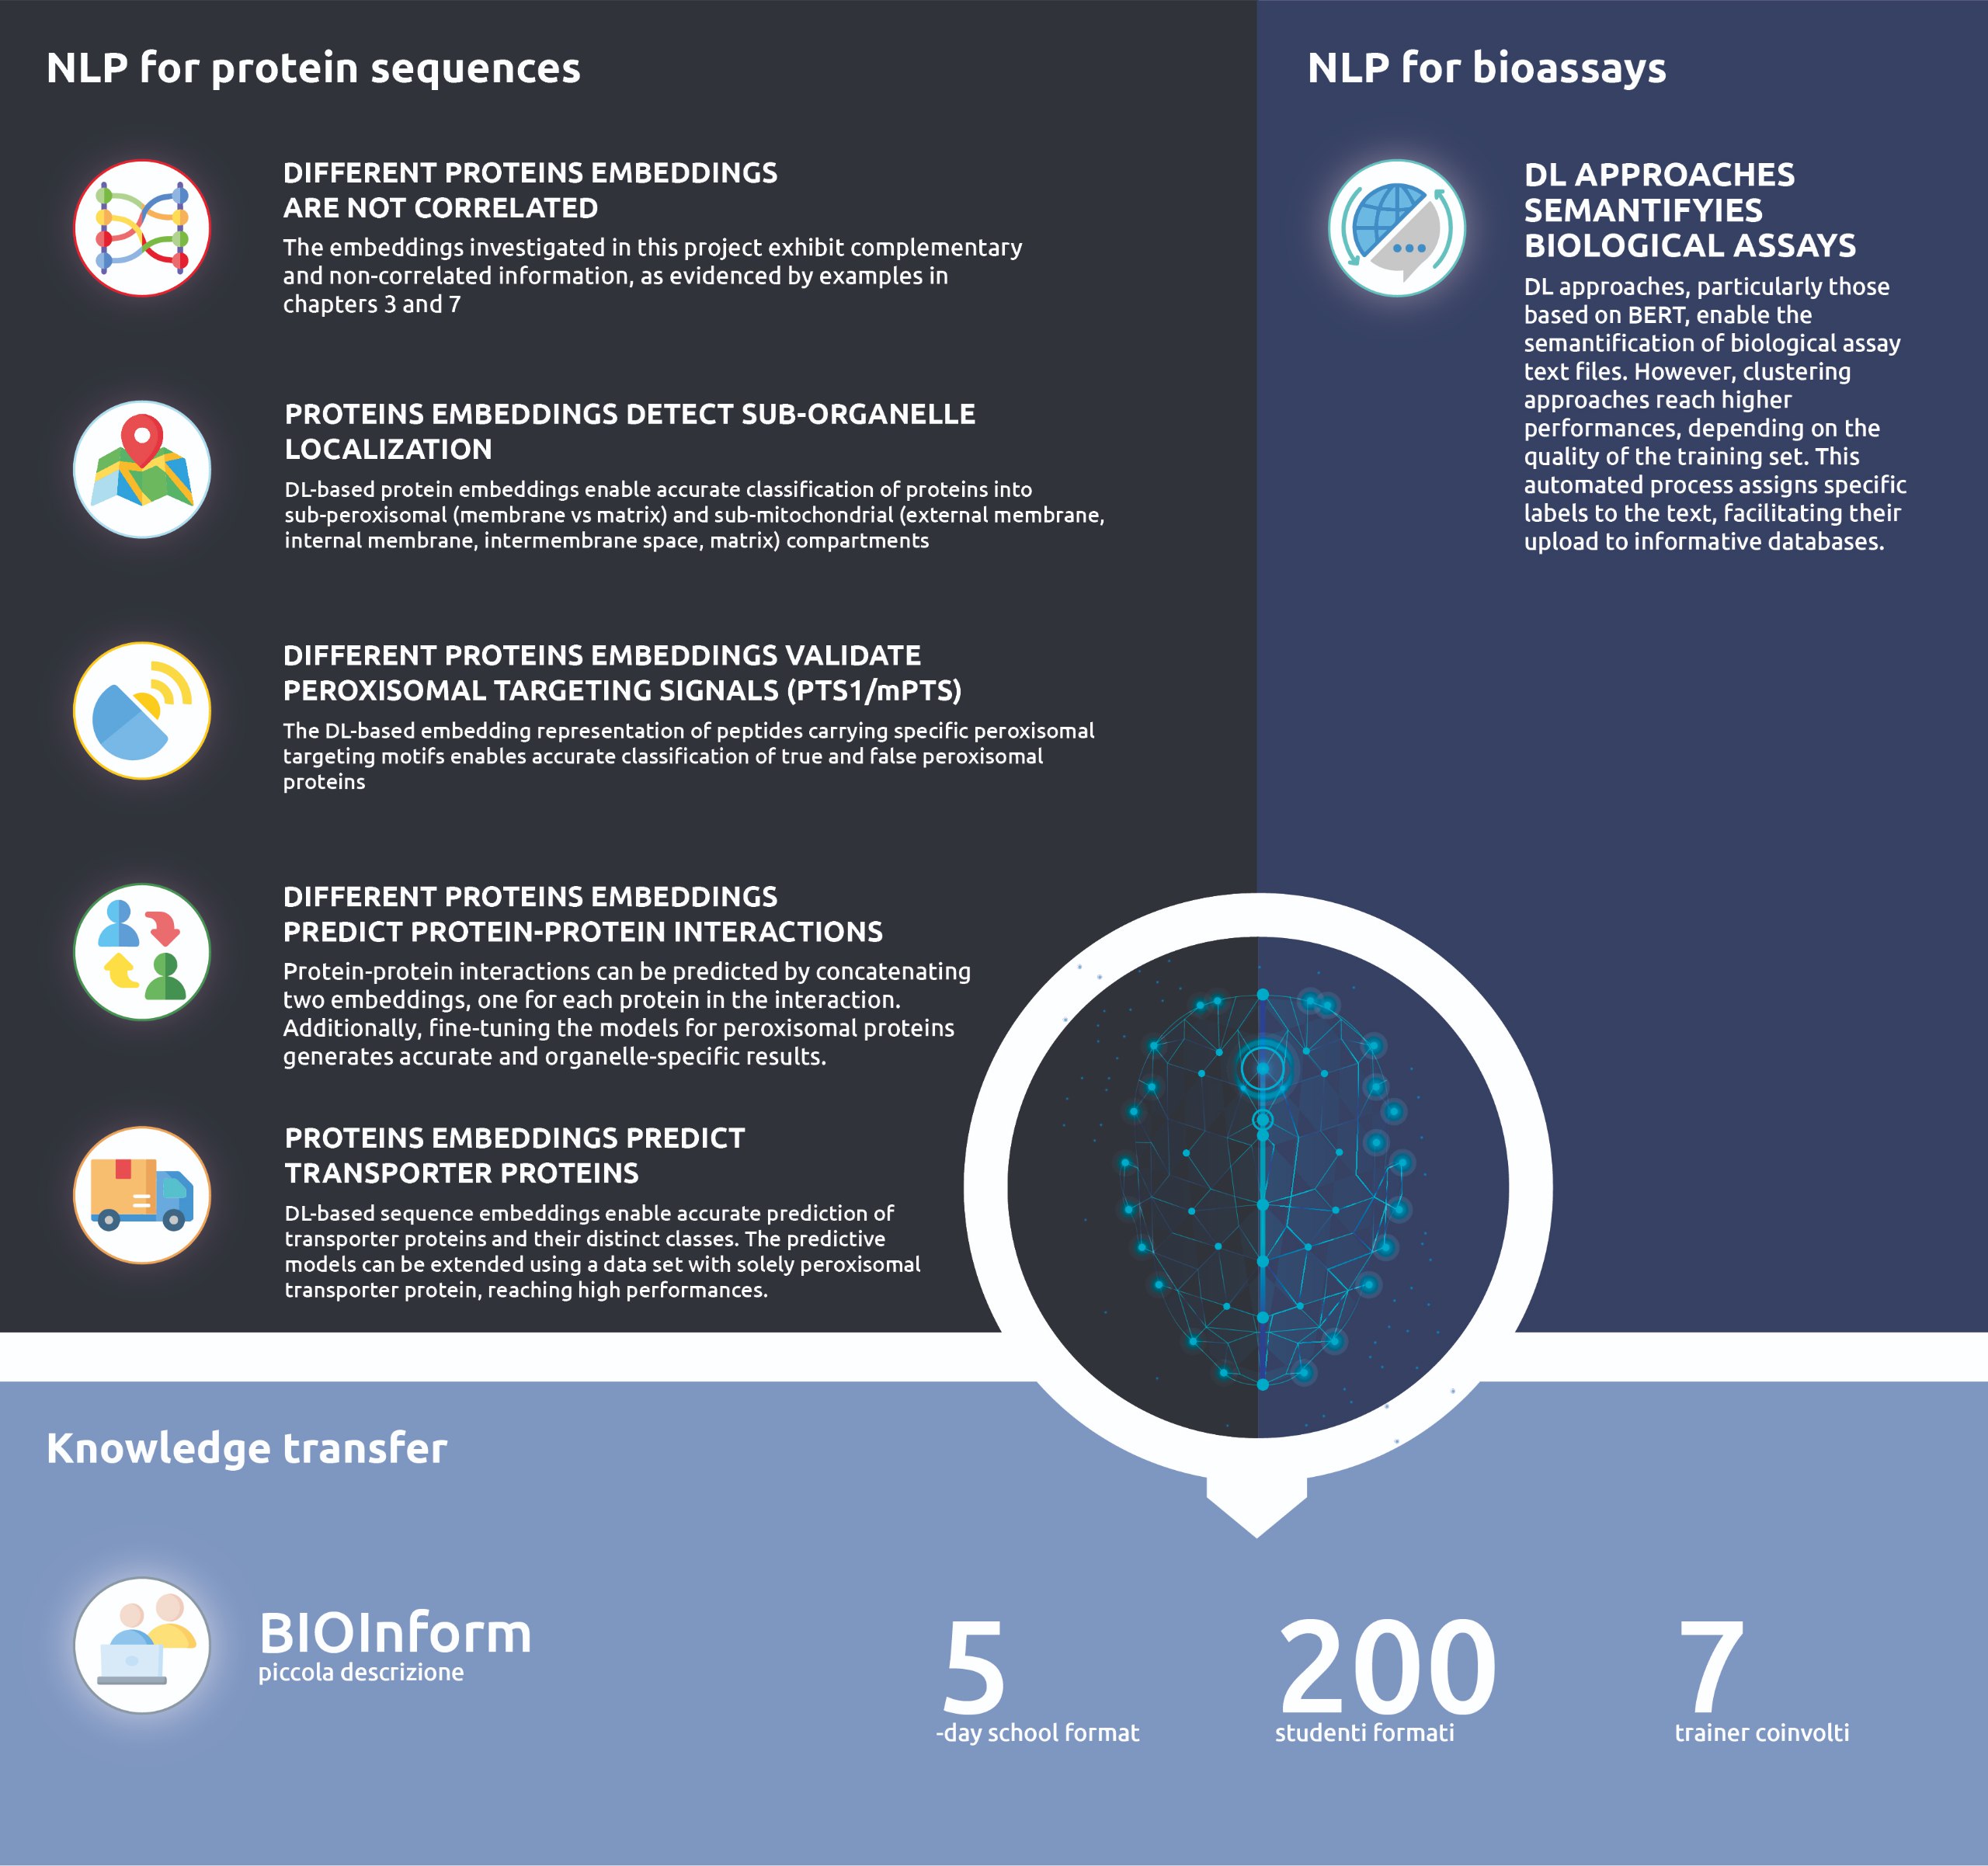 NLP for protein sequences
DIFFERENT PROTEINS EMBEDDINGS
ARE NOT CORRELATED
The embeddings investigated in this project exhibit complementary
and non-correlated information, as evidenced by examples in
chapters 3 and 7
PROTEINS EMBEDDINGS DETECT SUB-ORGANELLE
LOCALIZATION
DL-based protein embeddings enable accurate classification of proteins into
sub-peroxisomal (membrane vs matrix) and sub-mitochondrial (external membrane,
internal membrane, intermembrane space, matrix) compartments
DIFFERENT PROTEINS EMBEDDINGS VALIDATE
PEROXISOMAL TARGETING SIGNALS (PTS1/mPTS)
The DL-based embedding representation of peptides carrying specific peroxisomal
targeting motifs enables accurate classification of true and false peroxisomal
proteins
DIFFERENT PROTEINS EMBEDDINGS
PREDICT PROTEIN-PROTEIN INTERACTIONS
Protein-protein interactions can be predicted by concatenating
two embeddings, one for each protein in the interaction.
Additionally, fine-tuning the models for peroxisomal proteins
generates accurate and organelle-specific results.
PROTEINS EMBEDDINGS PREDICT
TRANSPORTER PROTEINS
DL-based sequence embeddings enable accurate prediction of
transporter proteins and their distinct classes. The predictive
models can be extended using a data set with solely peroxisomal
transporter protein, reaching high performances.
NLP for bioassays
DL APPROACHES
SEMANTIFYIES
BIOLOGICAL ASSAYS
DL approaches, particularly those
based on BERT, enable the
semantification of biological assay
text files. However, clustering
approaches reach higher
performances, depending on the
quality of the training set. This
automated process assigns specific
labels to the text, facilitating their
upload to informative databases.
Knowledge transfer
BIOInform
piccola descrizione
5
-day school format
200
studenti formati
7
trainer coinvolti